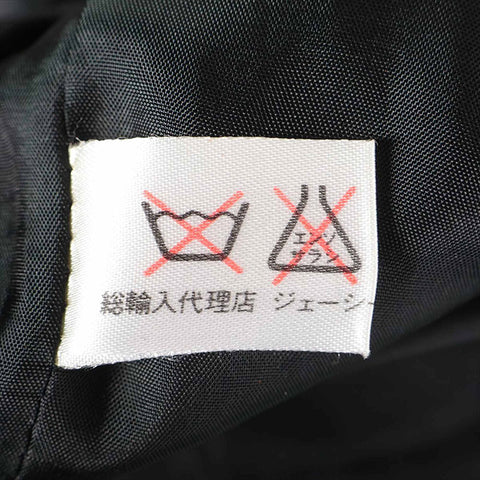 エンソ
サラシ
総輸入代理店 ジェーシー